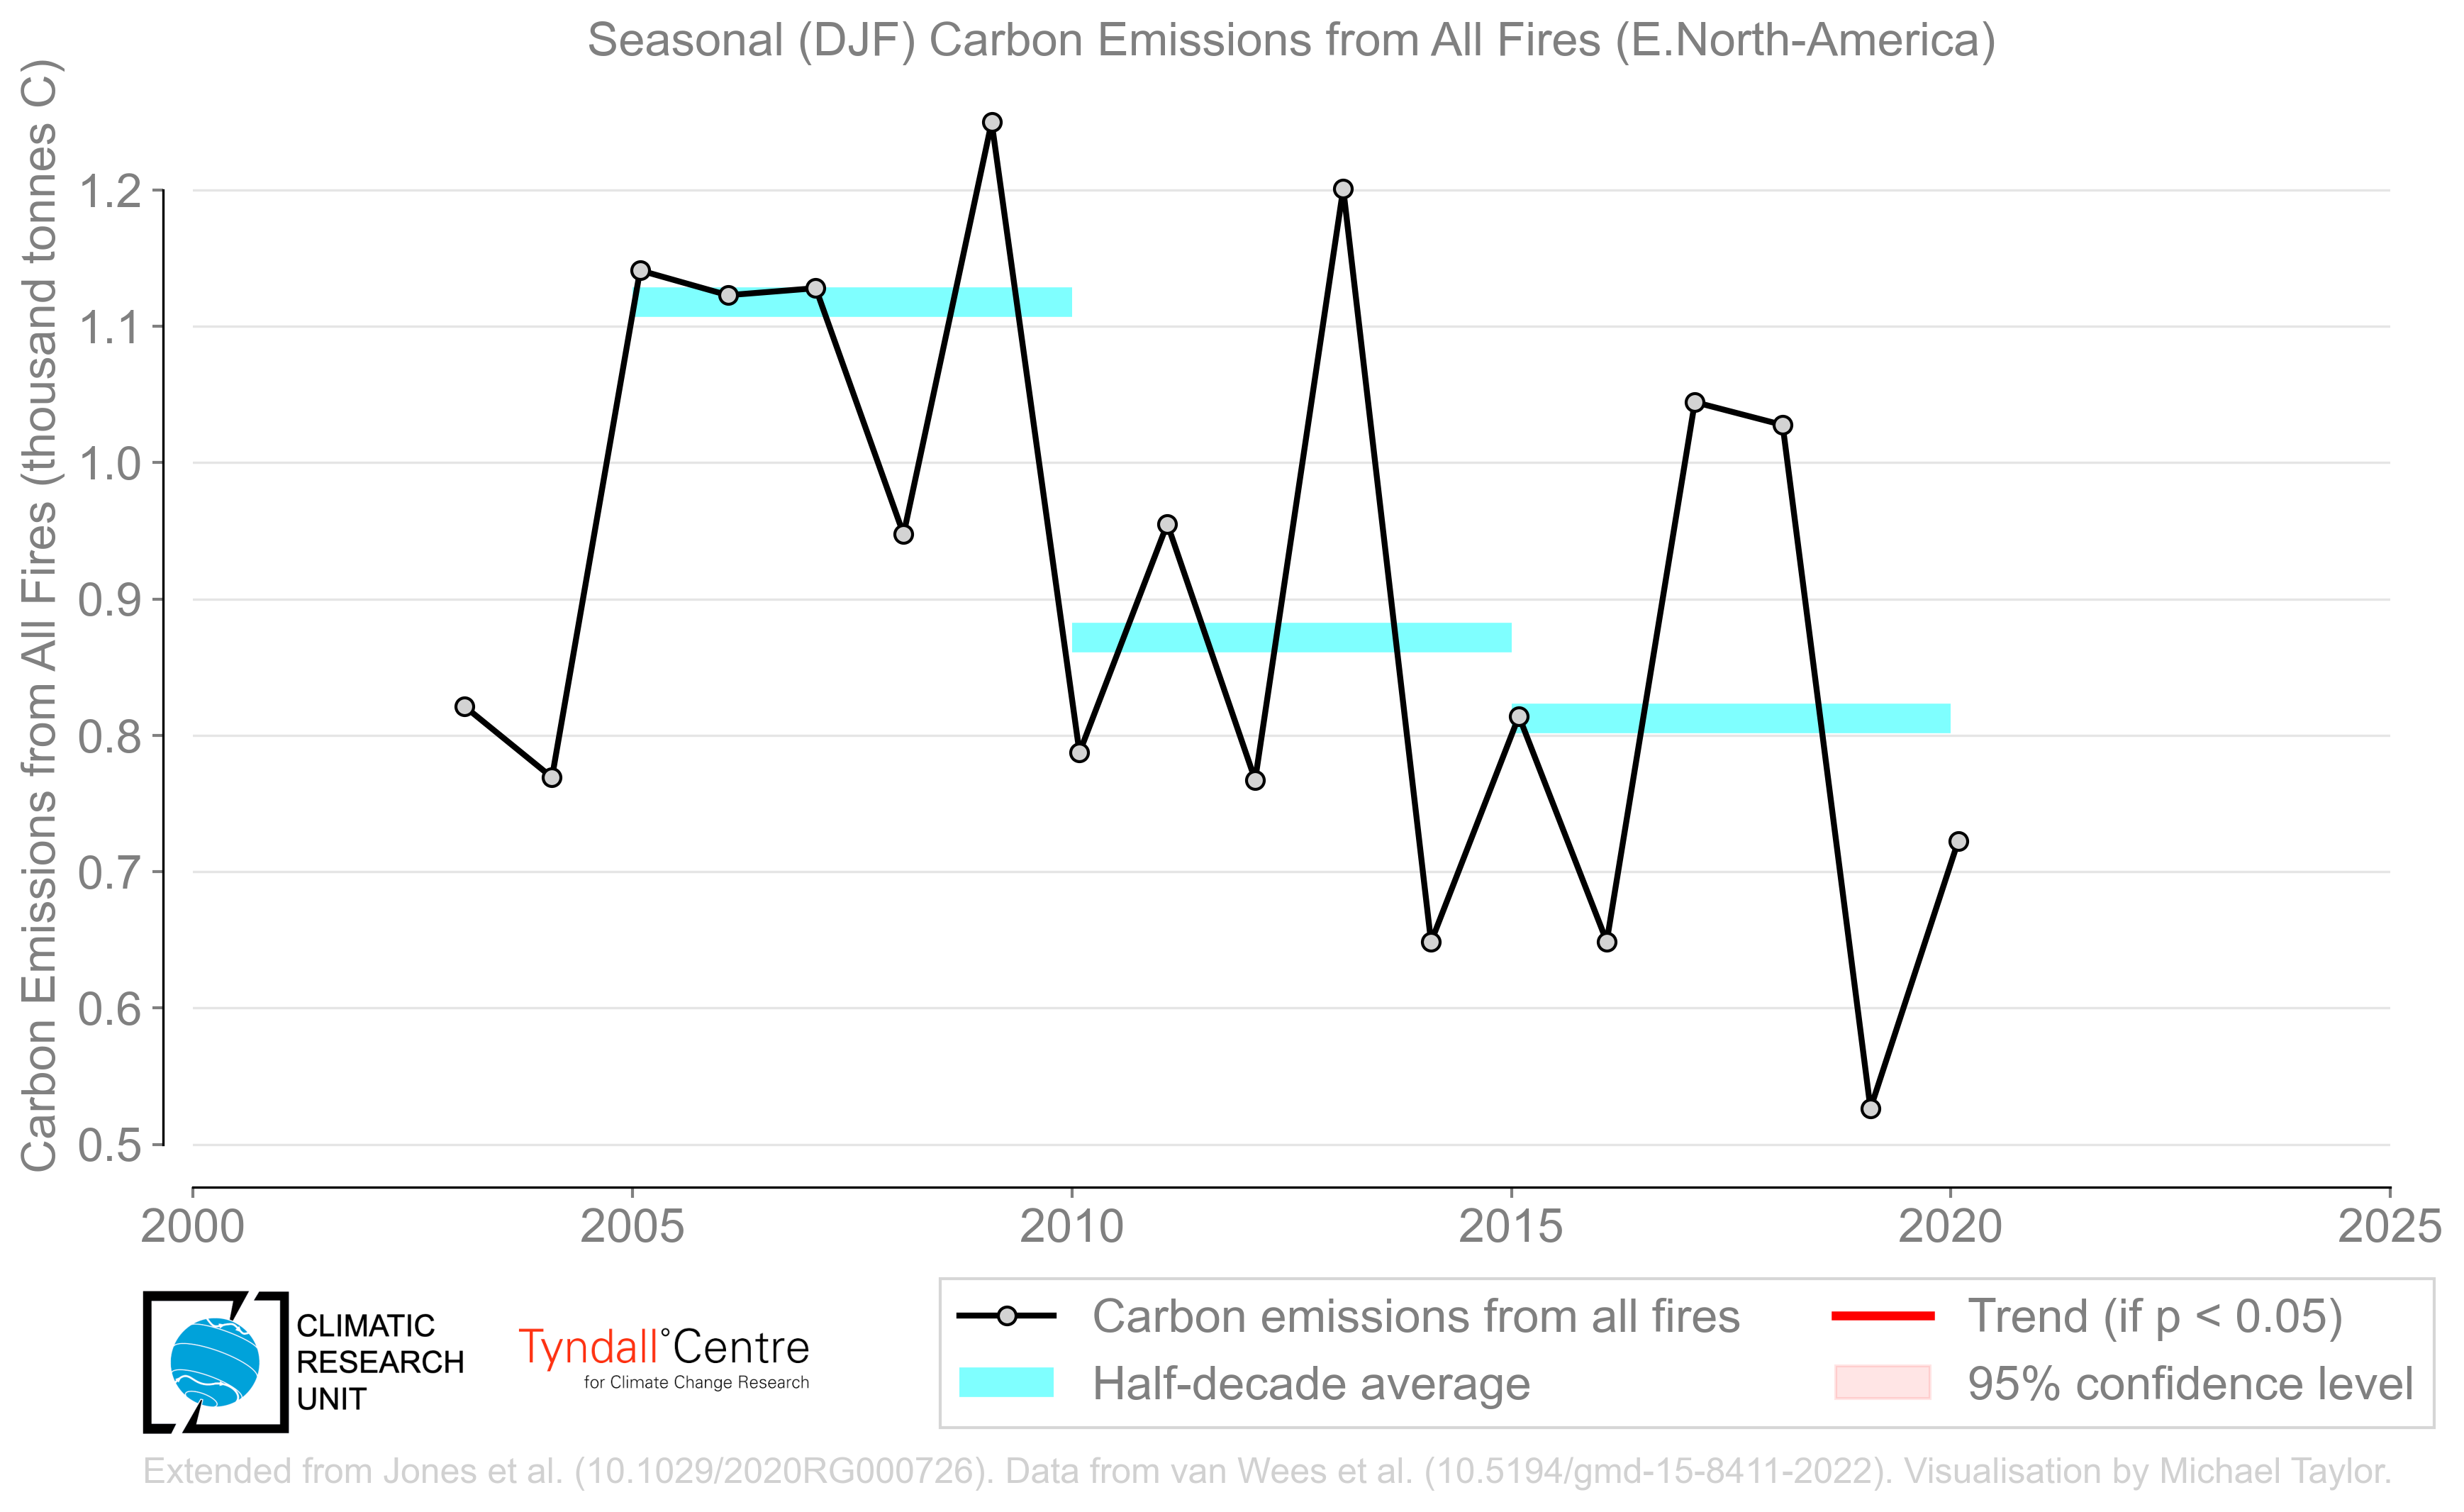 Seasonal (DJF) Carbon Emissions from All Fires (E.North-America)
Carbon Emissions from All Fires (thousand tonnes C)
1.2
1.1
1.0
0.9
0.8
0.7
0.6
0.5
2000 2005 2010 2015 2020 2025
CLIMATIC
RESEARCH
UNIT
Tyndall°Centre
for Climate Change Research
Carbon emissions from all fires
Half-decade average
Trend (if p < 0.05)
95% confidence level
Extended from Jones et al. (10.1029/2020RG000726). Data from van Wees et al. (10.5194/gmd-15-8411-2022). Visualisation by Michael Taylor.